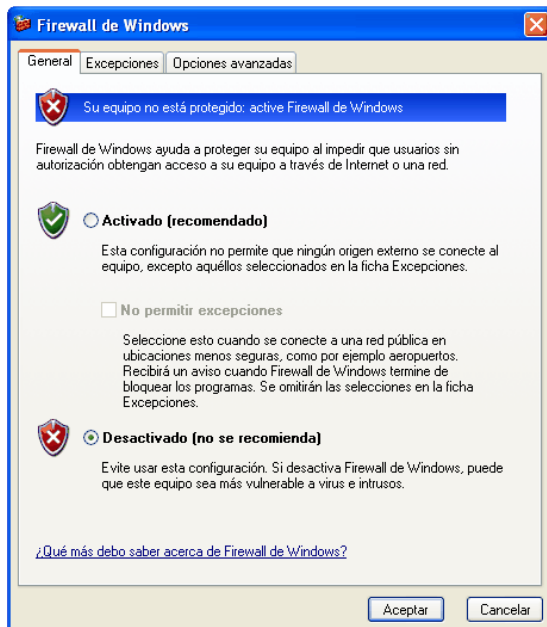 Firewall de Windows
General
Excepciones
Opciones avanzadas
Su equipo no está protegido: active Firewall de Windows
Firewall de Windows ayuda a proteger su equipo al impedir que usuarios sin
autorización obtengan acceso a su equipo a través de Internet o una red.
Activado (recomendado)
Esta configuración no permite que ningún origen externo se conecte al
equipo, excepto aquéllos seleccionados en la ficha Excepciones.
No permitir excepciones
Seleccione esto cuando se conecte a una red pública en
ubicaciones menos seguras, como por ejemplo aeropuertos.
Recibirá un aviso cuando Firewall de Windows termine de
bloquear los programas. Se omitirán las selecciones en la ficha
Excepciones.
Desactivado (no se recomienda)
Evite usar esta configuración. Si desactiva Firewall de Windows, puede
que este equipo sea más vulnerable a virus e intrusos.
¿Qué más debo saber acerca de Firewall de Windows?
Aceptar
Cancelar